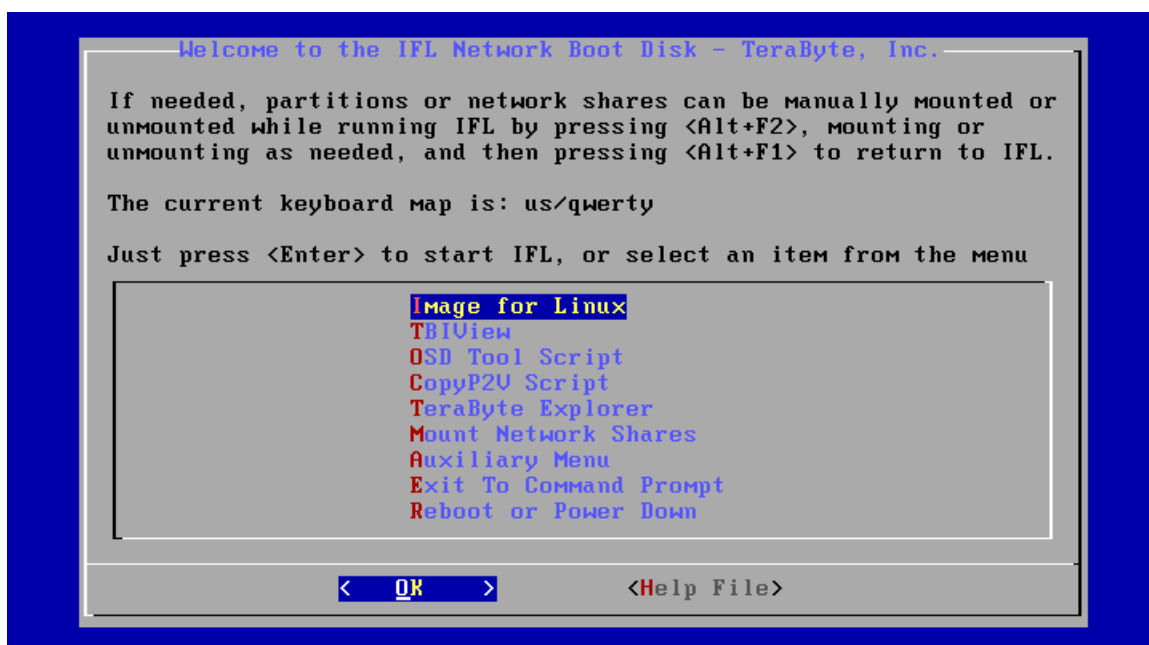 Welcome to the IFL Network Boot Disk - TeraByte, Inc.
If needed, partitions or network shares can be manually mounted or
unmounted while running IFL by pressing <Alt+F2>, mounting or
unmounting as needed, and then pressing <Alt+F1> to return to IFL.
The current keyboard map is: us/qwerty
Just press <Enter> to start IFL, or select an item from the menu
Image for Linux
TBIView
OSD Tool Script
CopyP2V Script
TeraByte Explorer
Mount Network Shares
Auxiliary Menu
Exit To Command Prompt
Reboot or Power Down
< OK > <Help File>